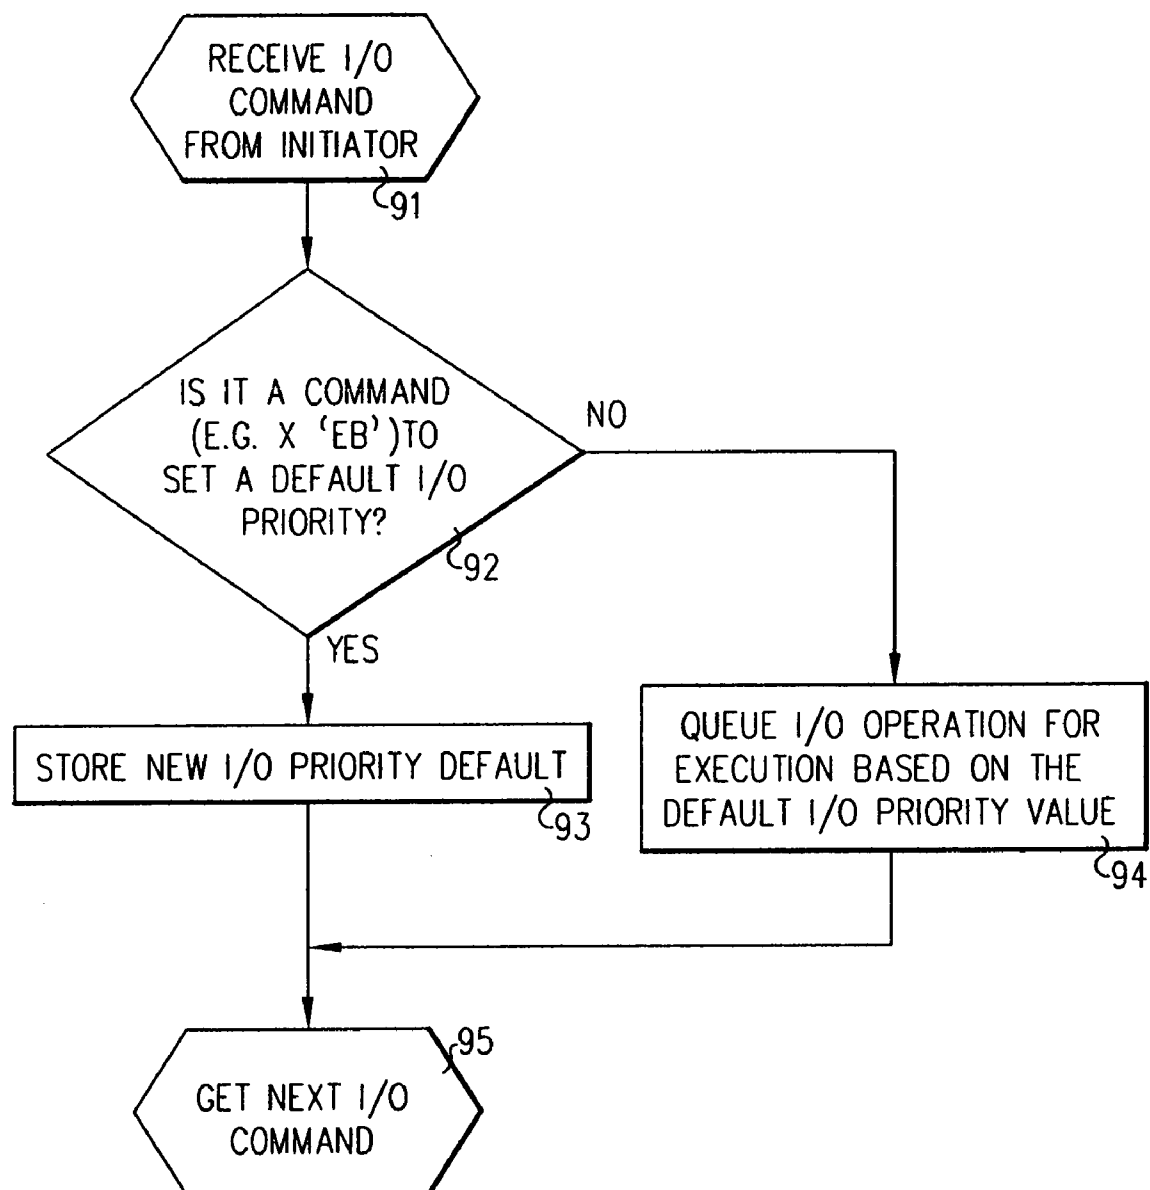 RECEIVE I/O
COMMAND
FROM INITIATOR
91
IS IT A COMMAND
(E.G. X ‘EB’)TO
SET A DEFAULT I/O
PRIORITY?
92
NO
YES
STORE NEW I/O PRIORITY DEFAULT
93
QUEUE I/O OPERATION FOR
EXECUTION BASED ON THE
DEFAULT I/O PRIORITY VALUE
94
95
GET NEXT I/O
COMMAND